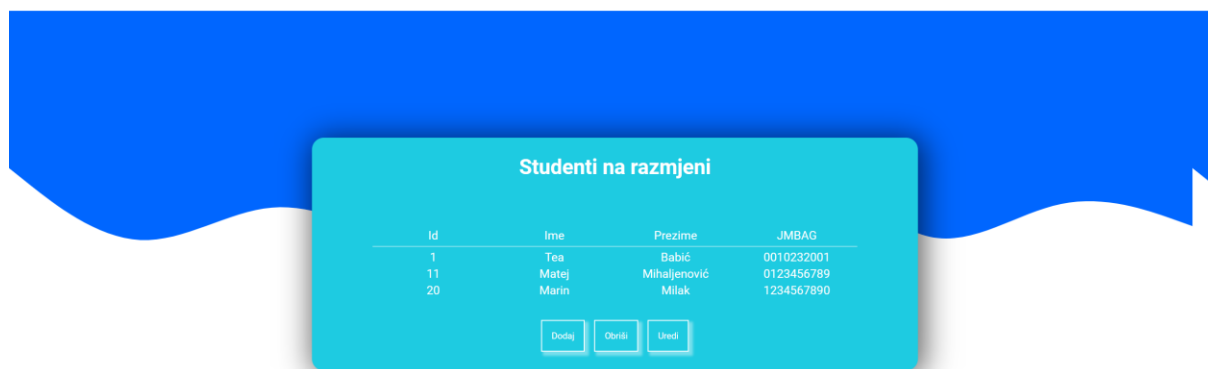 Studenti na razmjeni
Id Ime Prezime JMBAG
1 Tea Babić 0010232001
11 Matej Mihaljenović 0123456789
20 Marin Milak 1234567890
Dodaj Obriši Uredi